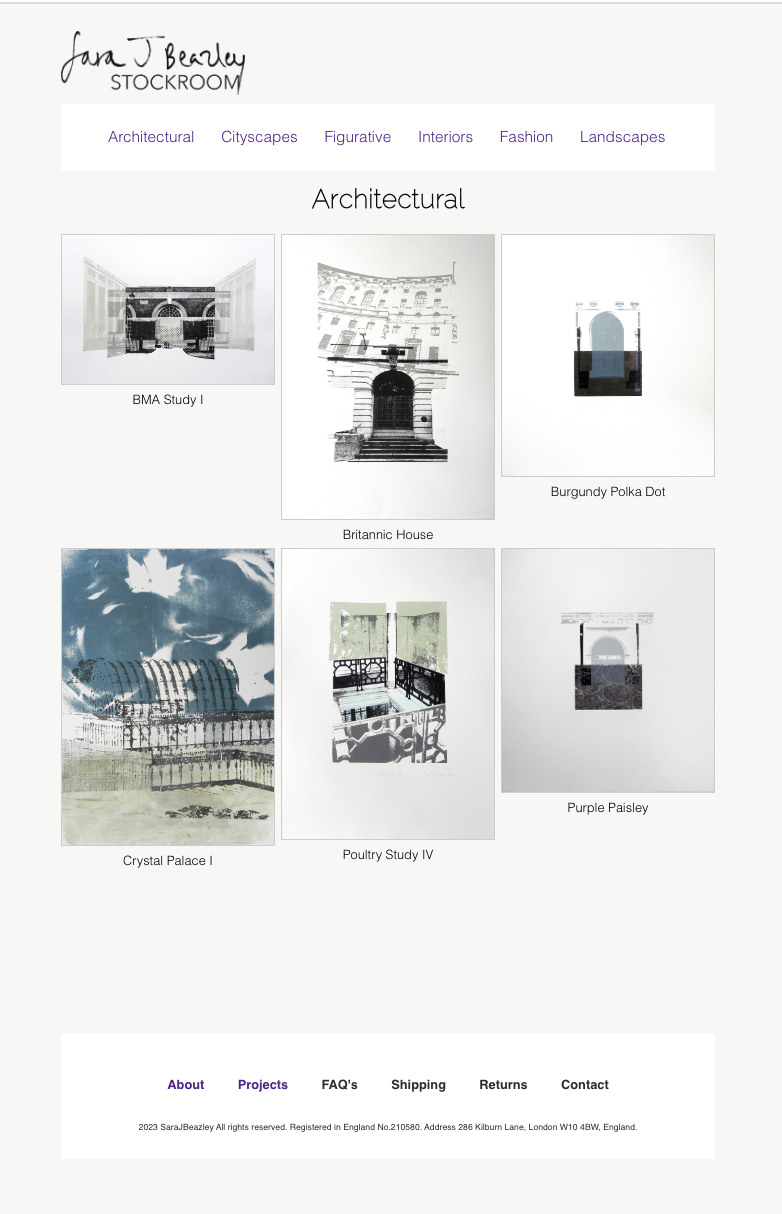 Sara J Beazley
STOCKROOM
Architectural Cityscapes Figurative Interiors Fashion Landscapes
Architectural
BMA Study I
Britannic House
Burgundy Polka Dot
Crystal Palace I
Poultry Study IV
Purple Paisley
About Projects FAQ's Shipping Returns Contact
2023 SaraJBeazley All rights reserved. Registered in England No.210580. Address 286 Kilburn Lane, London W10 4BW, England.